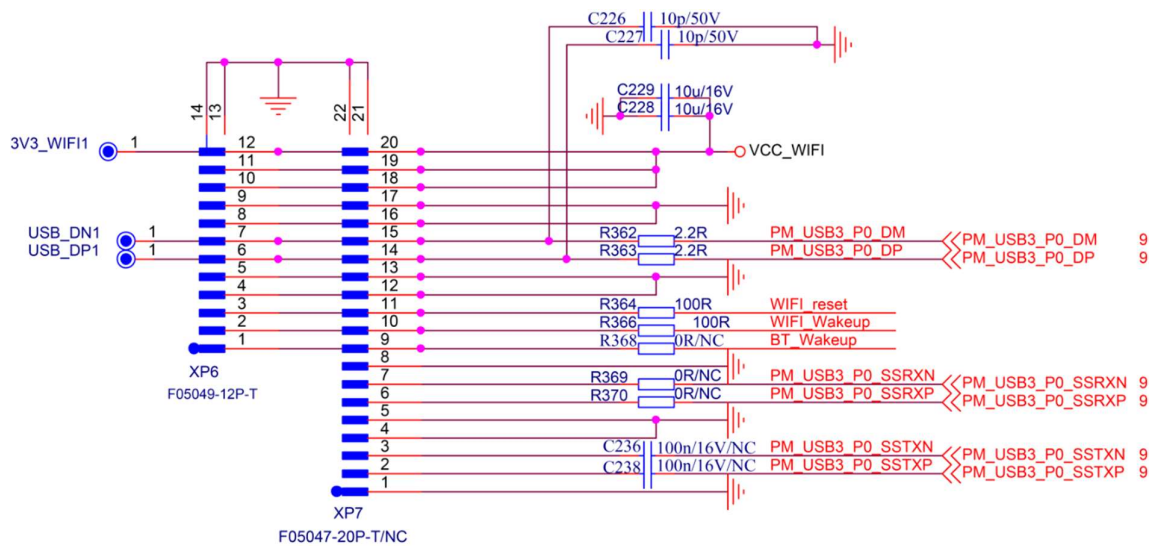 C226 10p/50V
C227 10p/50V
C229 10u/16V
C228 10u/16V
14 13 22 21
3V3_WIFI1 1 12 20 VCC_WIFI
11 19
10 18
9 17
8 16
USB_DN1 1 7 15 R362 2.2R PM_USB3_P0_DM PM_USB3_P0_DM 9
USB_DP1 1 6 14 R363 2.2R PM_USB3_P0_DP PM_USB3_P0_DP 9
5 13
4 12
3 11 R364 100R WIFI_reset
2 10 R366 100R WIFI_Wakeup
1 9 R368 0R/NC BT_Wakeup
XP6 8
F05049-12P-T 7 R369 0R/NC PM_USB3_P0_SSRXN PM_USB3_P0_SSRXN 9
6 R370 0R/NC PM_USB3_P0_SSRXP PM_USB3_P0_SSRXP 9
5
4
3 C236 100n/16V/NC PM_USB3_P0_SSTXN PM_USB3_P0_SSTXN 9
2 C238 100n/16V/NC PM_USB3_P0_SSTXP PM_USB3_P0_SSTXP 9
1
XP7
F05047-20P-T/NC